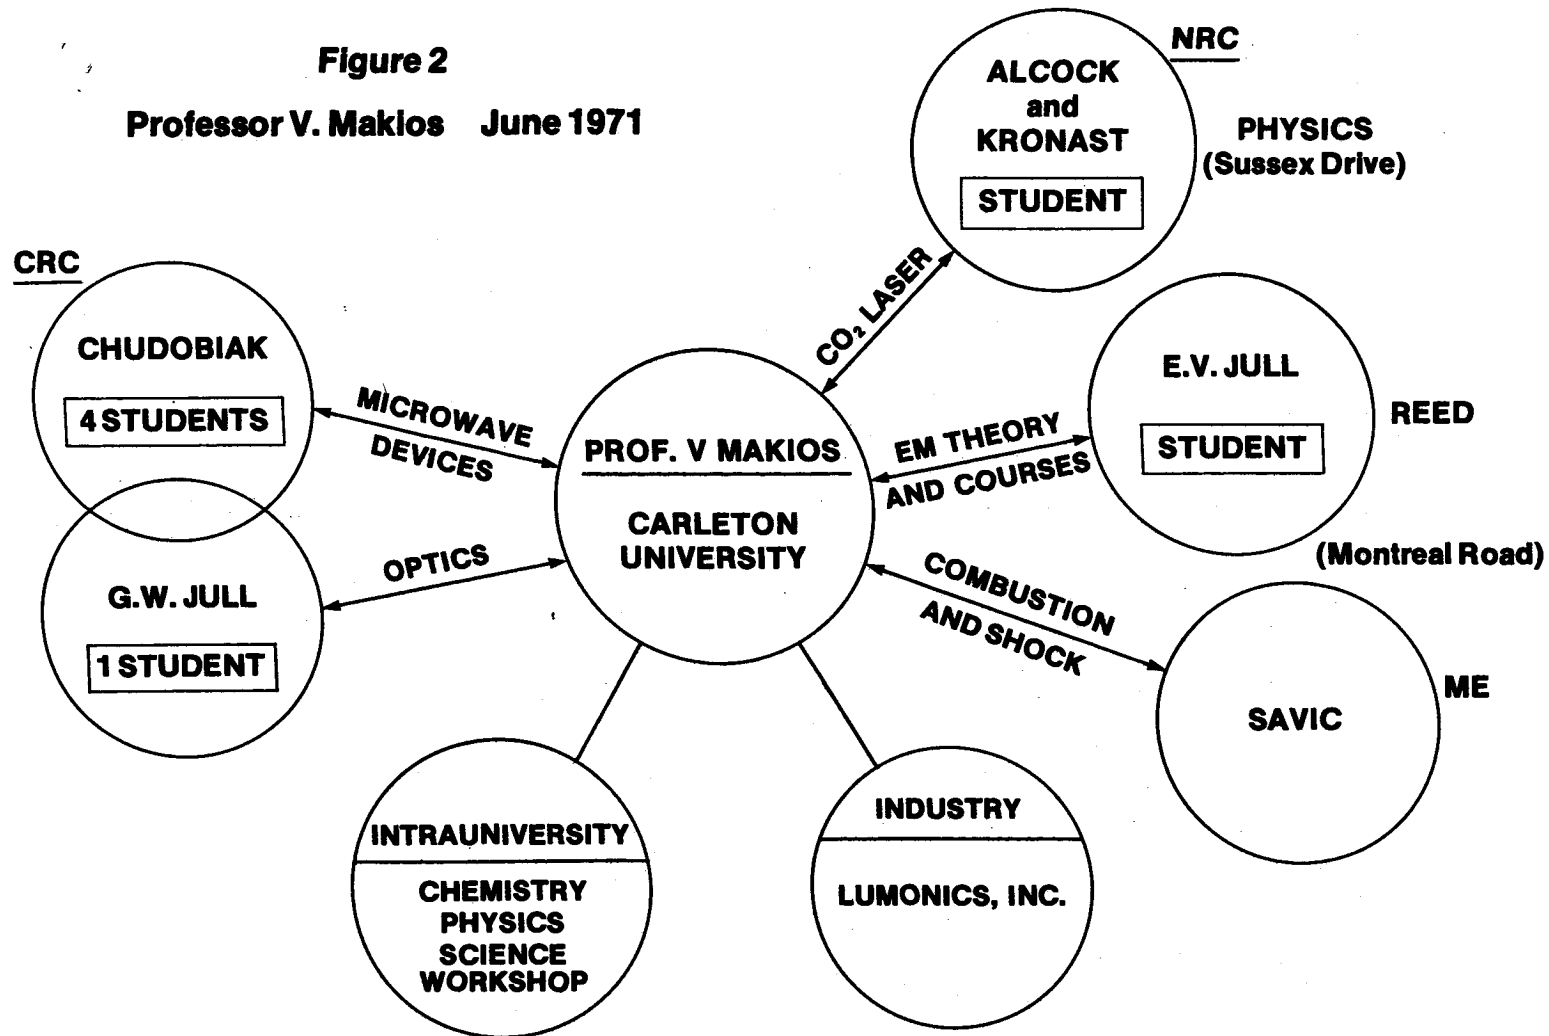 Figure 2
Professor V. Makios June 1971
NRC
ALCOCK
and
KRONAST
STUDENT
PHYSICS
(Sussex Drive)
CO₂ LASER
CRC
CHUDOBIAK
4 STUDENTS
MICROWAVE
DEVICES
G.W. JULL
1 STUDENT
OPTICS
PROF. V MAKIOS
CARLETON
UNIVERSITY
EM THEORY
AND COURSES
E.V. JULL
STUDENT
REED
(Montreal Road)
COMBUSTION
AND SHOCK
SAVIC
ME
INTRAUNIVERSITY
CHEMISTRY
PHYSICS
SCIENCE
WORKSHOP
INDUSTRY
LUMONICS, INC.